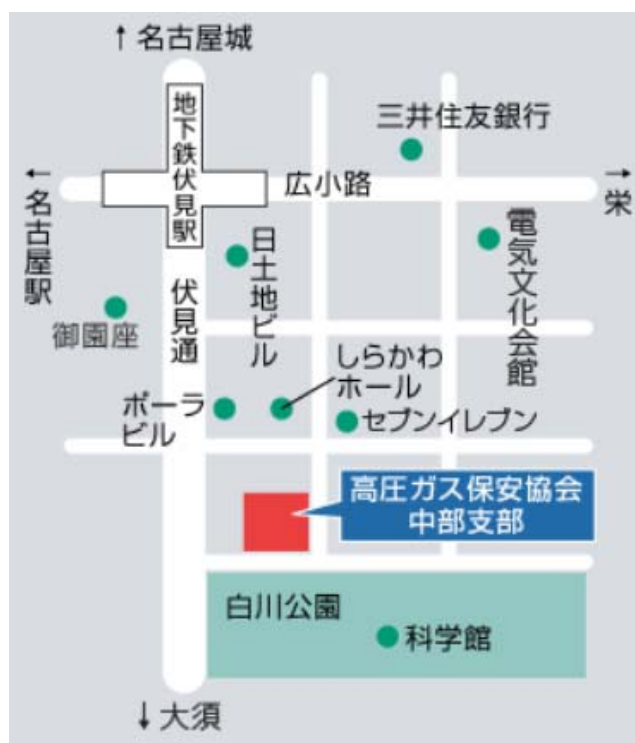 ↑名古屋城
地下鉄伏見駅
三井住友銀行
←名古屋駅
広小路
→栄
日土地ビル
電気文化会館
御園座
伏見通
しらかわ
ホール
ポーラ
ビル
セブンイレブン
高圧ガス保安協会
中部支部
白川公園
科学館
↓大須